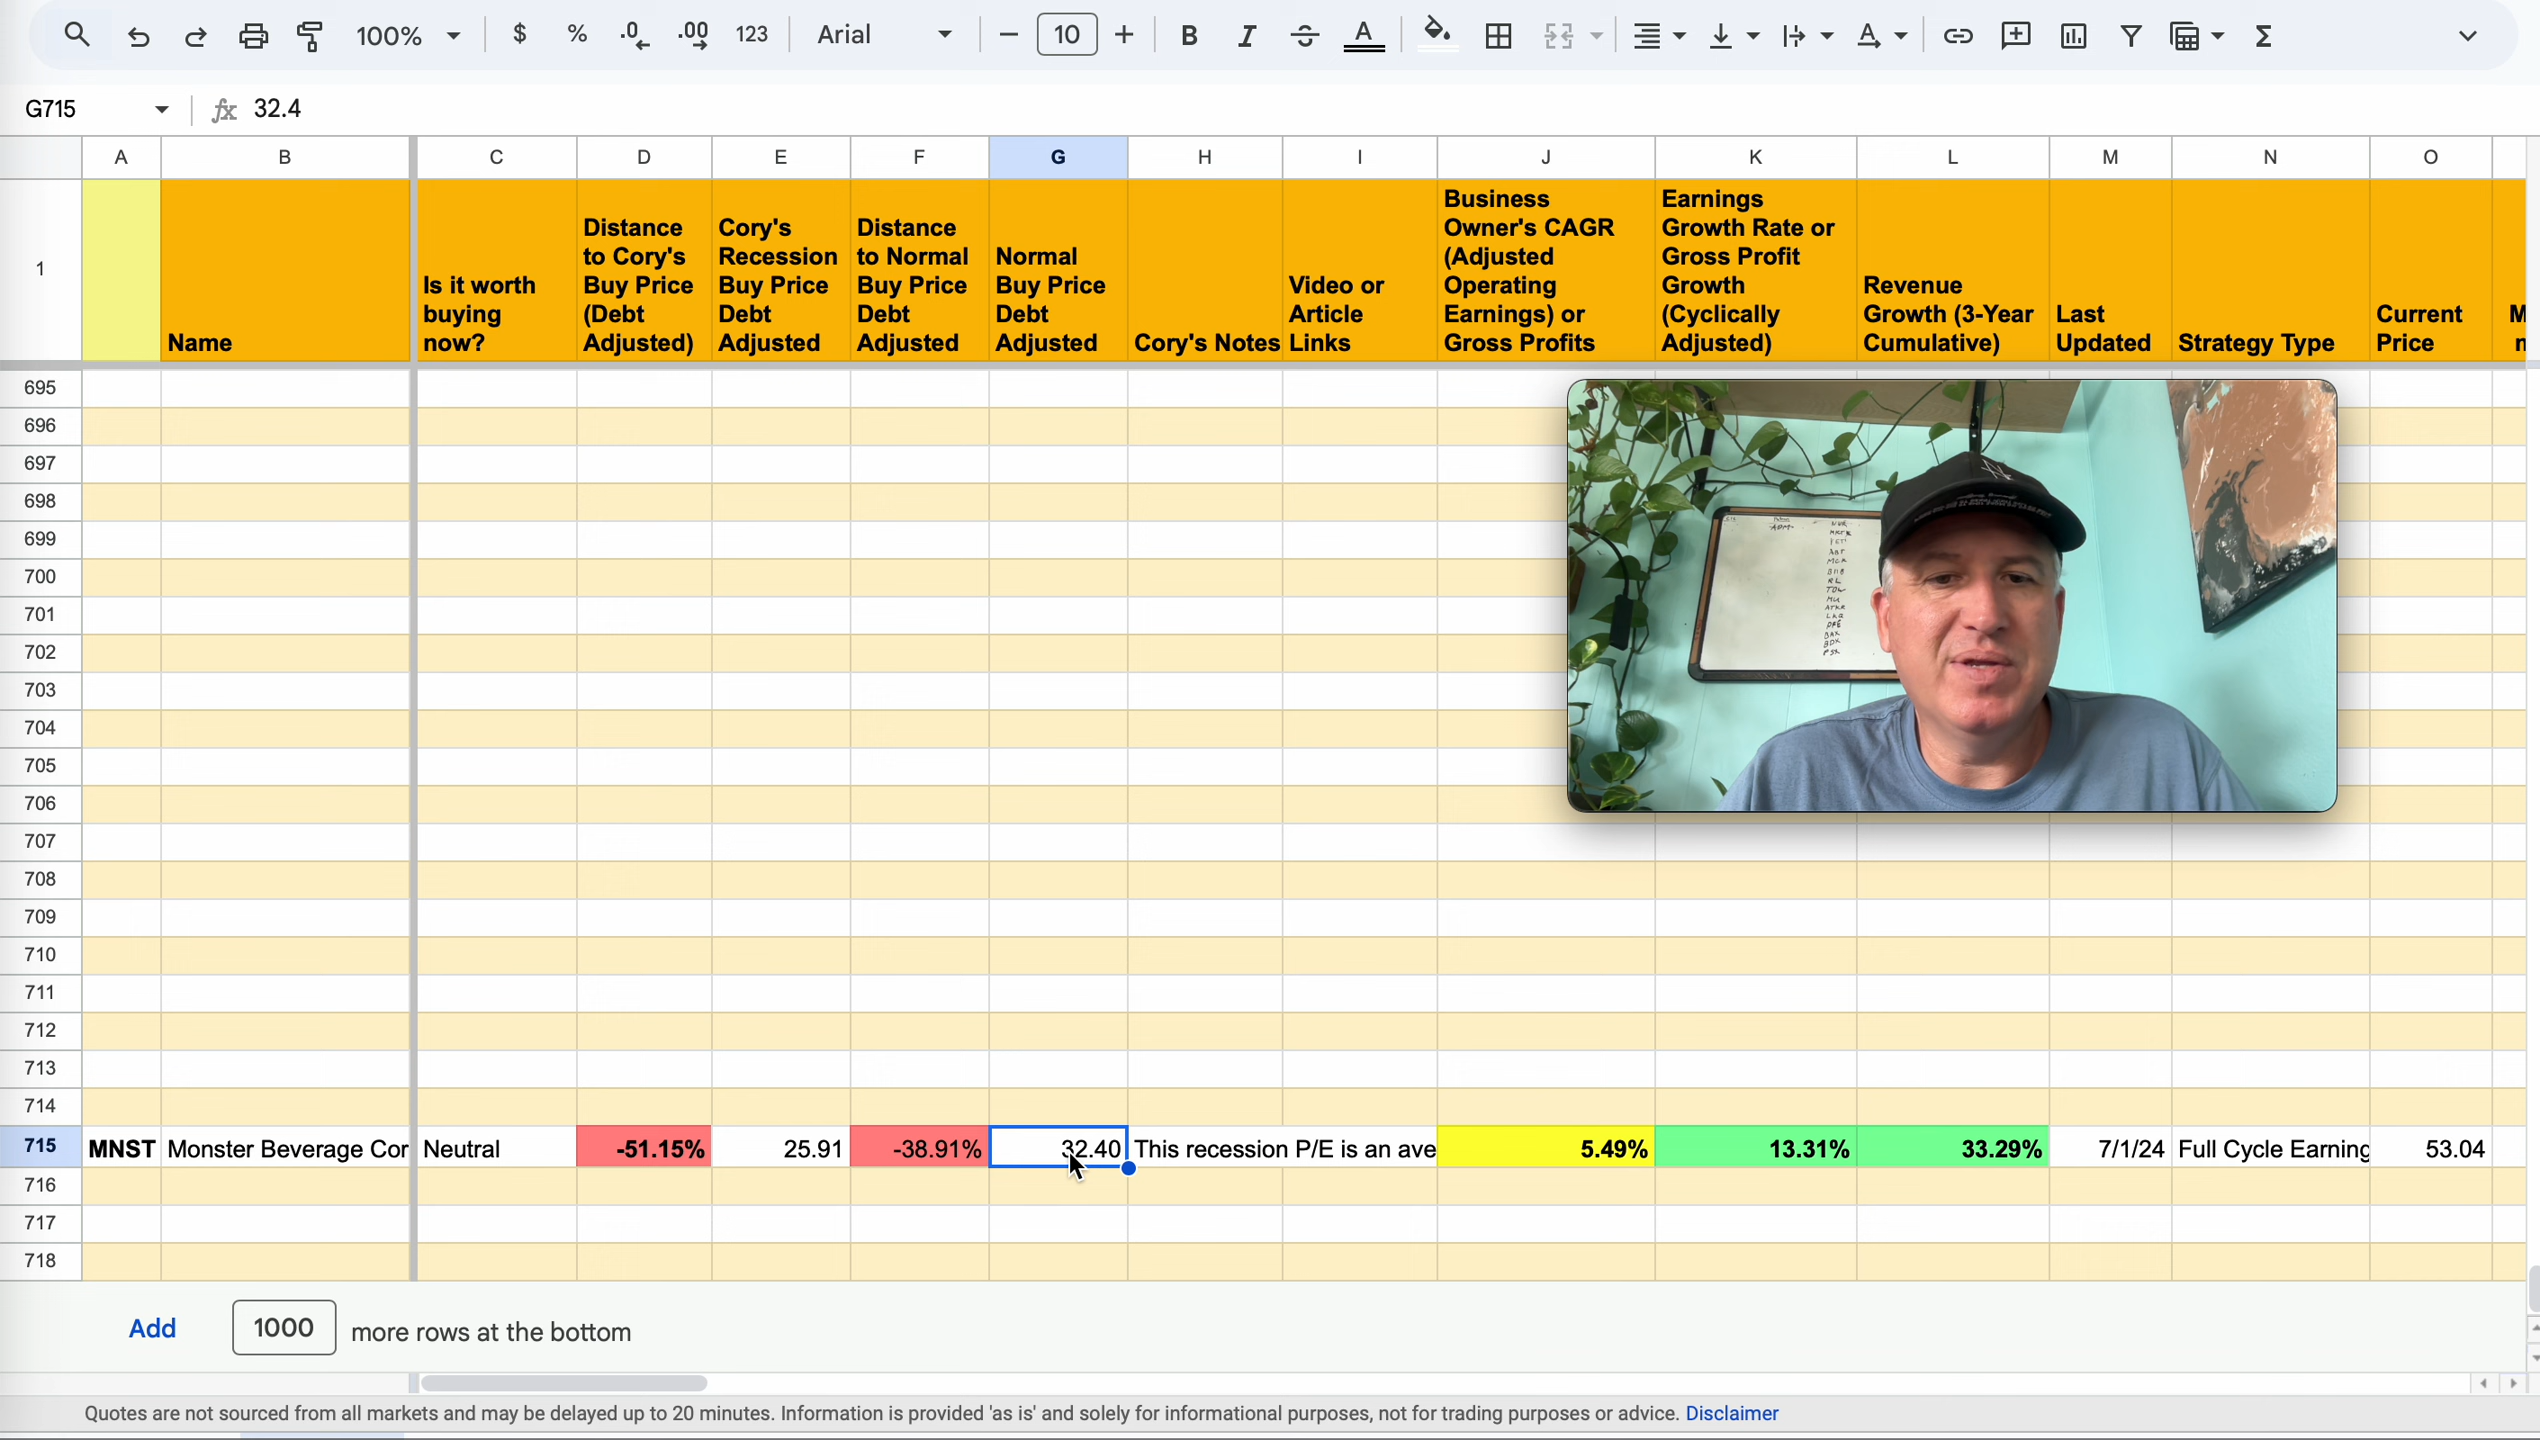 100% $ % .0 .00 123 Arial 10 B I A Σ
G715 fx 32.4
A B C D E F G H I J K L M N O
1
Name
Is it worth
buying
now?
Distance
to Cory's
Buy Price
(Debt
Adjusted)
Cory's
Recession
Buy Price
Debt
Adjusted
Distance
to Normal
Buy Price
Debt
Adjusted
Normal
Buy Price
Debt
Adjusted
Cory's Notes
Video or
Article
Links
Business
Owner's CAGR
(Adjusted
Operating
Earnings) or
Gross Profits
Earnings
Growth Rate or
Gross Profit
Growth
(Cyclically
Adjusted)
Revenue
Growth (3-Year
Cumulative)
Last
Updated
Strategy Type
Current
Price
695
696
697
698
699
700
701
702
703
704
705
706
707
708
709
710
711
712
713
714
715 MNST Monster Beverage Cor Neutral -51.15% 25.91 -38.91% 32.40 This recession P/E is an ave 5.49% 13.31% 33.29% 7/1/24 Full Cycle Earning 53.04
716
717
718
Add 1000 more rows at the bottom
Quotes are not sourced from all markets and may be delayed up to 20 minutes. Information is provided 'as is' and solely for informational purposes, not for trading purposes or advice. Disclaimer